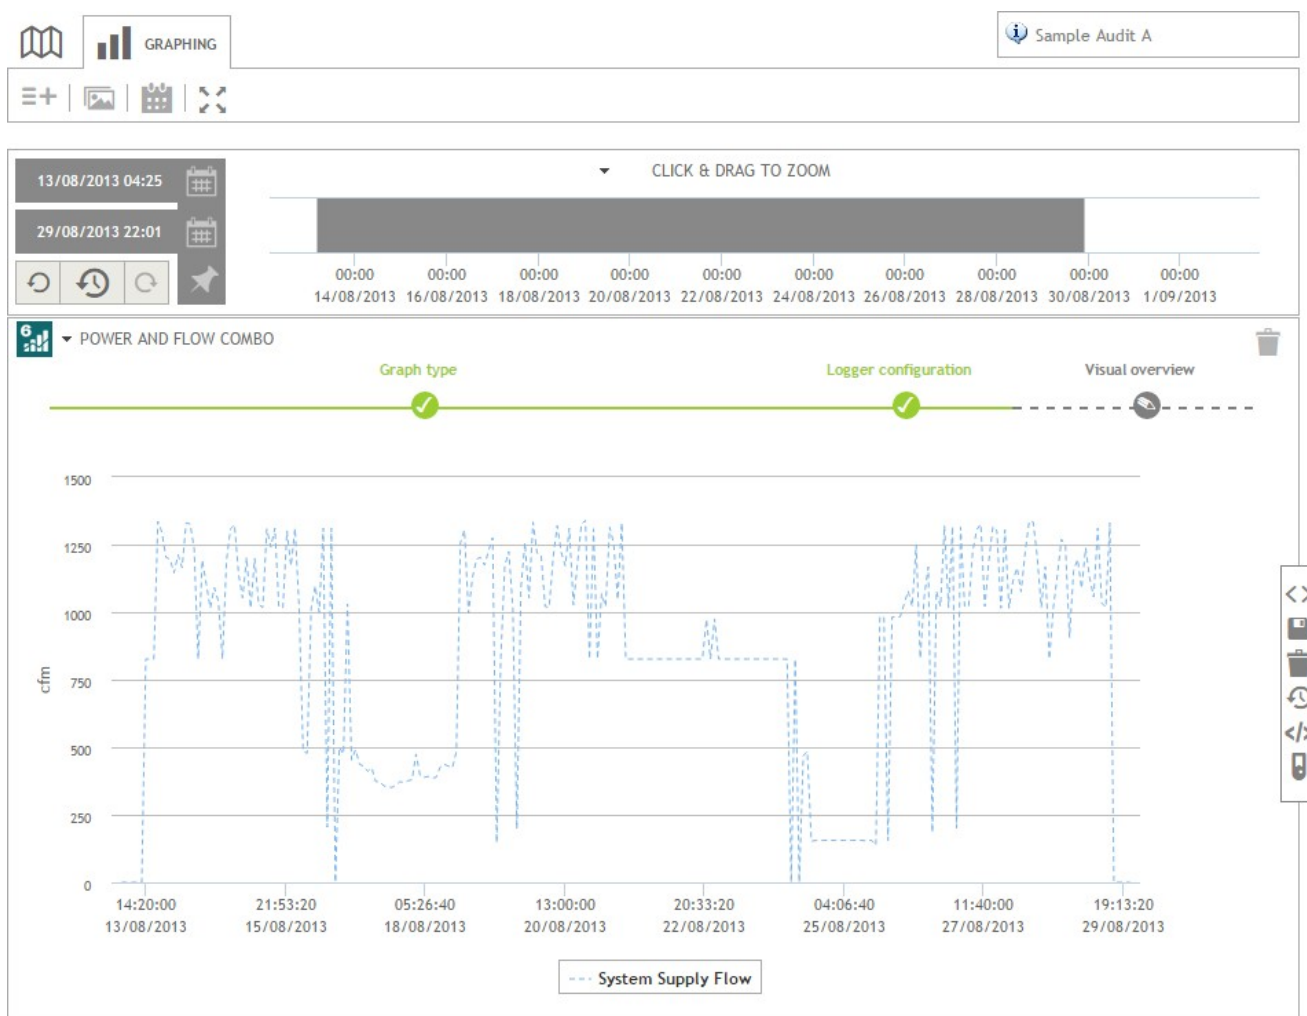 GRAPHING
Sample Audit A
13/08/2013 04:25
29/08/2013 22:01
CLICK & DRAG TO ZOOM
00:00 00:00 00:00 00:00 00:00 00:00 00:00 00:00 00:00 00:00
14/08/2013 16/08/2013 18/08/2013 20/08/2013 22/08/2013 24/08/2013 26/08/2013 28/08/2013 30/08/2013 1/09/2013
6
POWER AND FLOW COMBO
Graph type Logger configuration Visual overview
1500
1250
1000
750
500
250
0
cfm
14:20:00 21:53:20 05:26:40 13:00:00 20:33:20 04:06:40 11:40:00 19:13:20
13/08/2013 15/08/2013 18/08/2013 20/08/2013 22/08/2013 25/08/2013 27/08/2013 29/08/2013
System Supply Flow